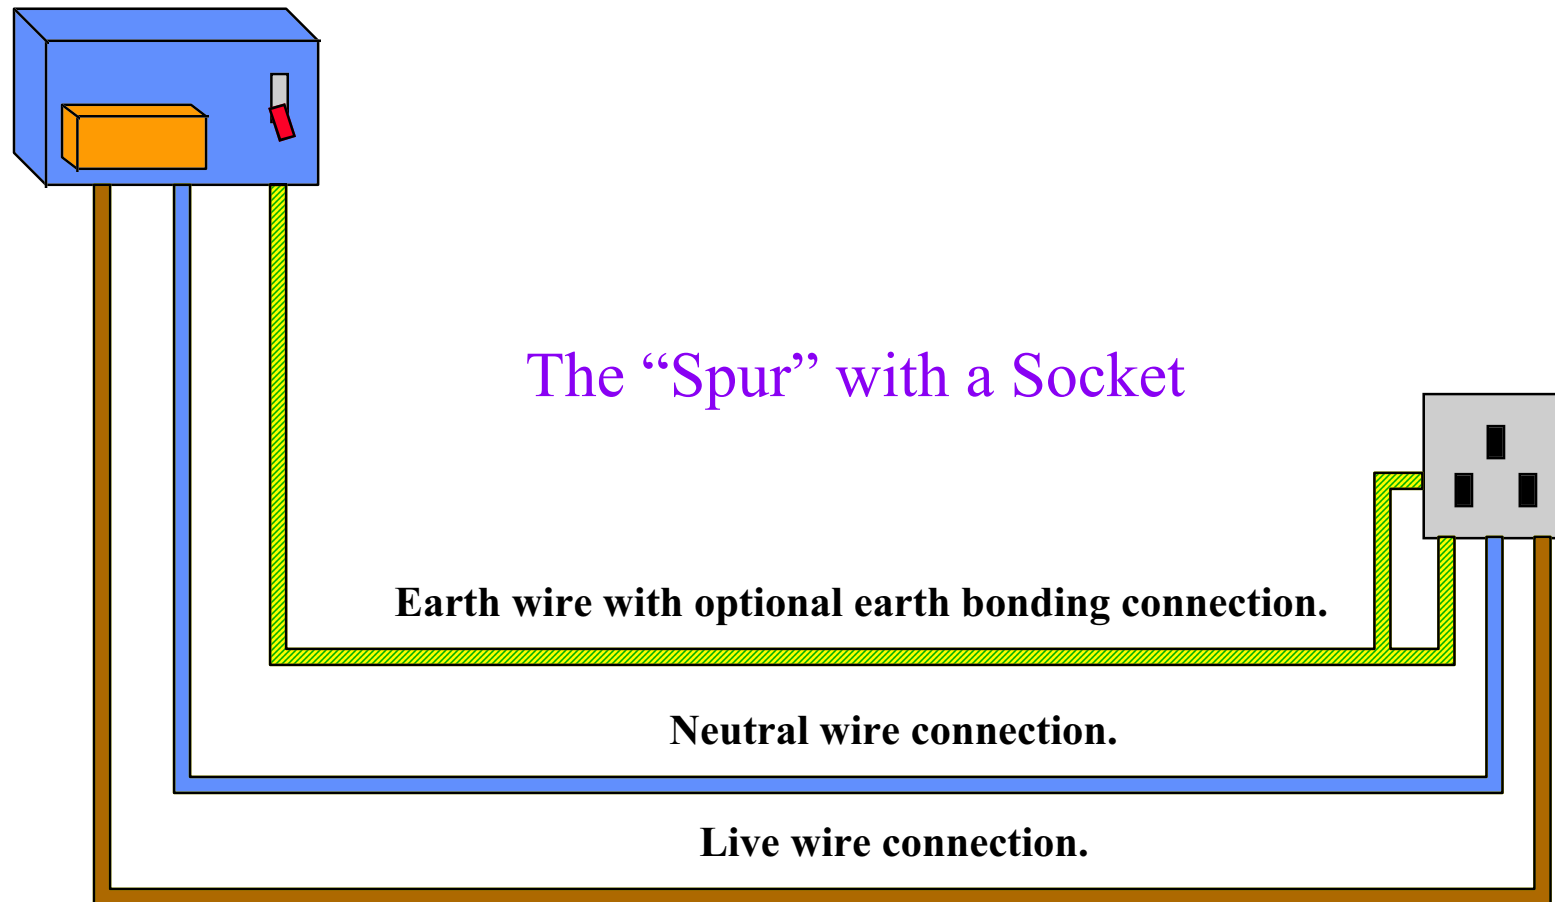 The “Spur” with a Socket
Earth wire with optional earth bonding connection.
Neutral wire connection.
Live wire connection.